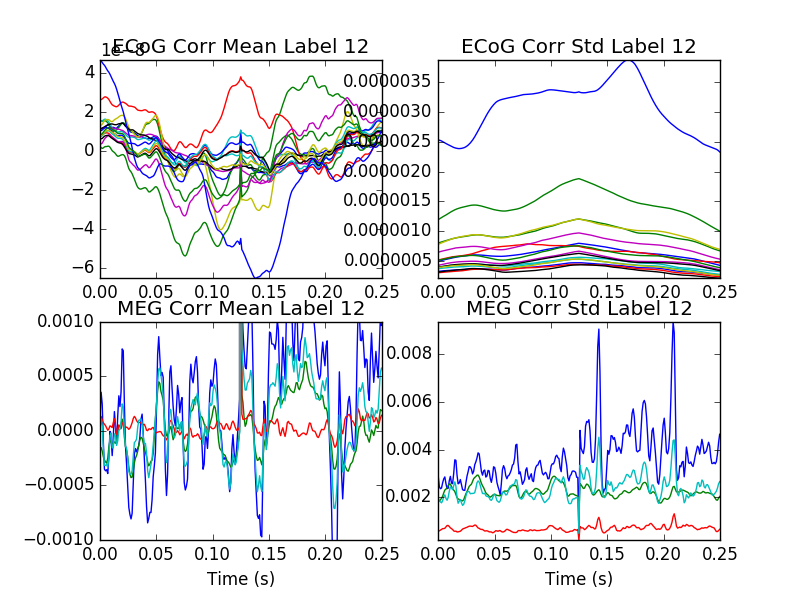 ECoG Corr Mean Label 12
1e−8
4
2
0
−2
−4
−6
0.00 0.05 0.10 0.15 0.20 0.25
ECoG Corr Std Label 12
0.0000035
0.0000030
0.0000025
0.0000020
0.0000015
0.0000010
0.0000005
0.00 0.05 0.10 0.15 0.20 0.25
MEG Corr Mean Label 12
0.0010
0.0005
0.0000
−0.0005
−0.0010
0.00 0.05 0.10 0.15 0.20 0.25
Time (s)
MEG Corr Std Label 12
0.008
0.006
0.004
0.002
0.00 0.05 0.10 0.15 0.20 0.25
Time (s)